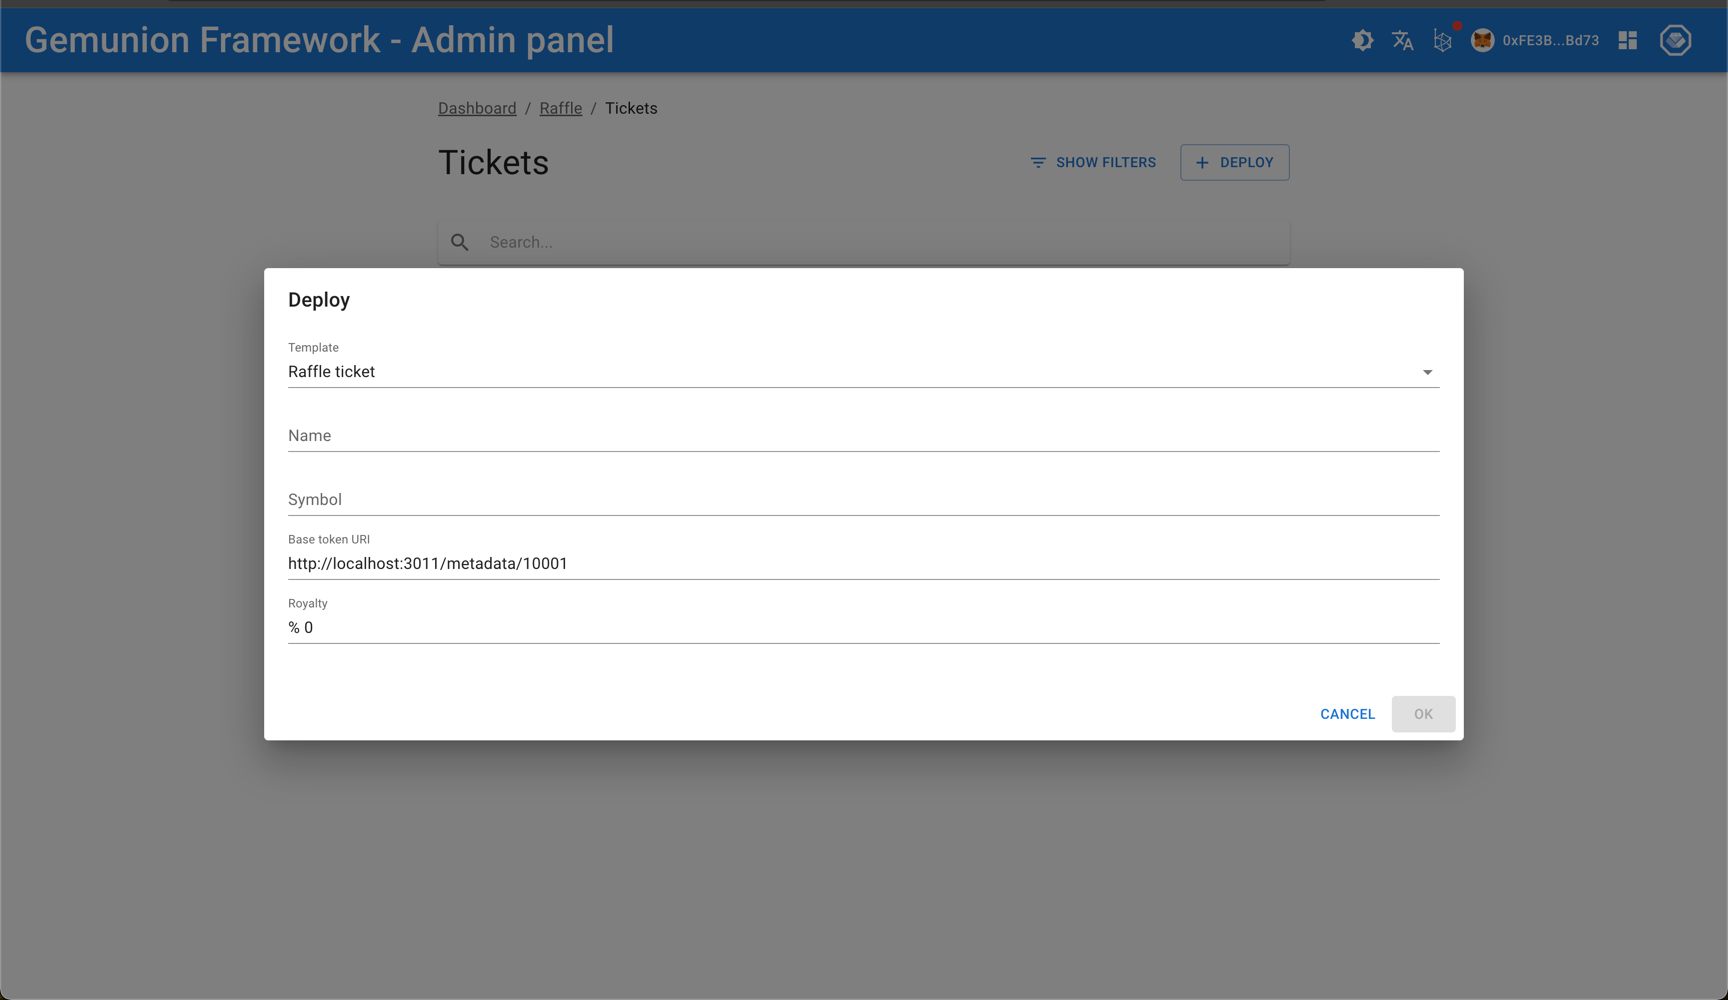 Gemunion Framework - Admin panel
0xFE3B...Bd73
Dashboard / Raffle / Tickets
Tickets
SHOW FILTERS
+ DEPLOY
Search...
Deploy
Template
Raffle ticket
Name
Symbol
Base token URI
http://localhost:3011/metadata/10001
Royalty
% 0
CANCEL
OK